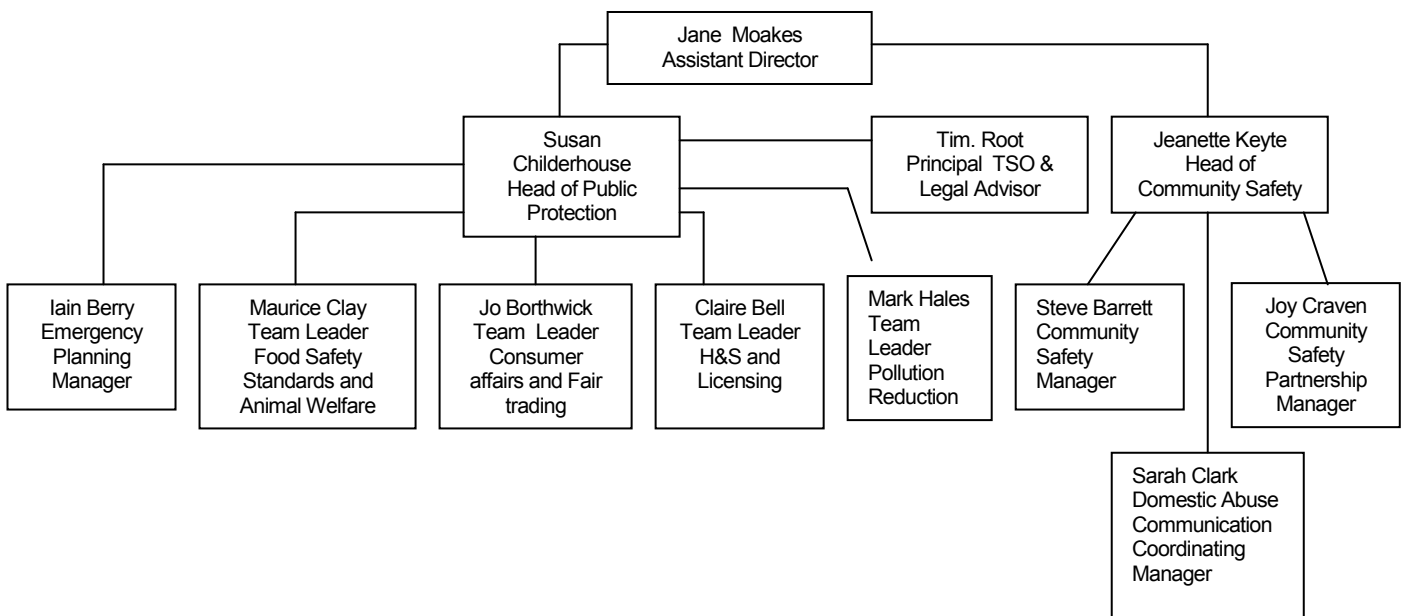 Jane Moakes
Assistant Director
Susan
Childerhouse
Head of Public
Protection
Tim. Root
Principal TSO &
Legal Advisor
Jeanette Keyte
Head of
Community Safety
Iain Berry
Emergency
Planning
Manager
Maurice Clay
Team Leader
Food Safety
Standards and
Animal Welfare
Jo Borthwick
Team Leader
Consumer
affairs and Fair
trading
Claire Bell
Team Leader
H&S and
Licensing
Mark Hales
Team
Leader
Pollution
Reduction
Steve Barrett
Community
Safety
Manager
Joy Craven
Community
Safety
Partnership
Manager
Sarah Clark
Domestic Abuse
Communication
Coordinating
Manager